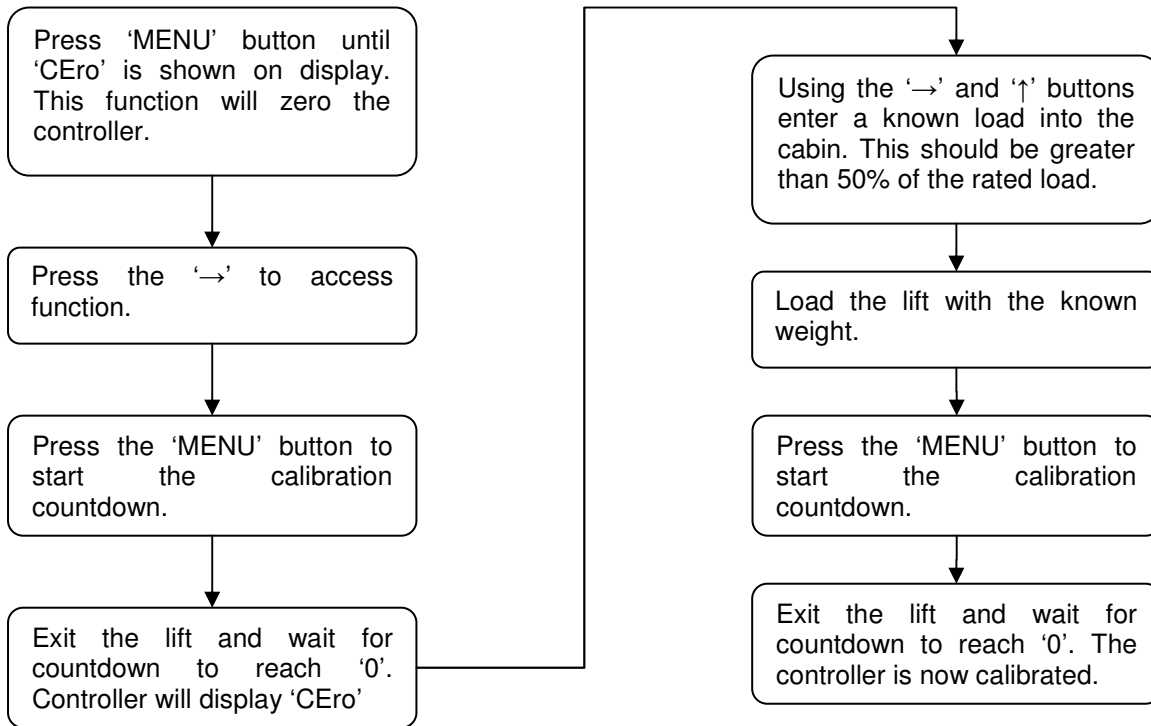 Press ‘MENU’ button until
‘CEro’ is shown on display.
This function will zero the
controller.
Press the ‘→’ to access
function.
Press the ‘MENU’ button to
start the calibration
countdown.
Exit the lift and wait for
countdown to reach ‘0’.
Controller will display ‘CEro’
Using the ‘→’ and ‘↑’ buttons
enter a known load into the
cabin. This should be greater
than 50% of the rated load.
Load the lift with the known
weight.
Press the ‘MENU’ button to
start the calibration
countdown.
Exit the lift and wait for
countdown to reach ‘0’. The
controller is now calibrated.